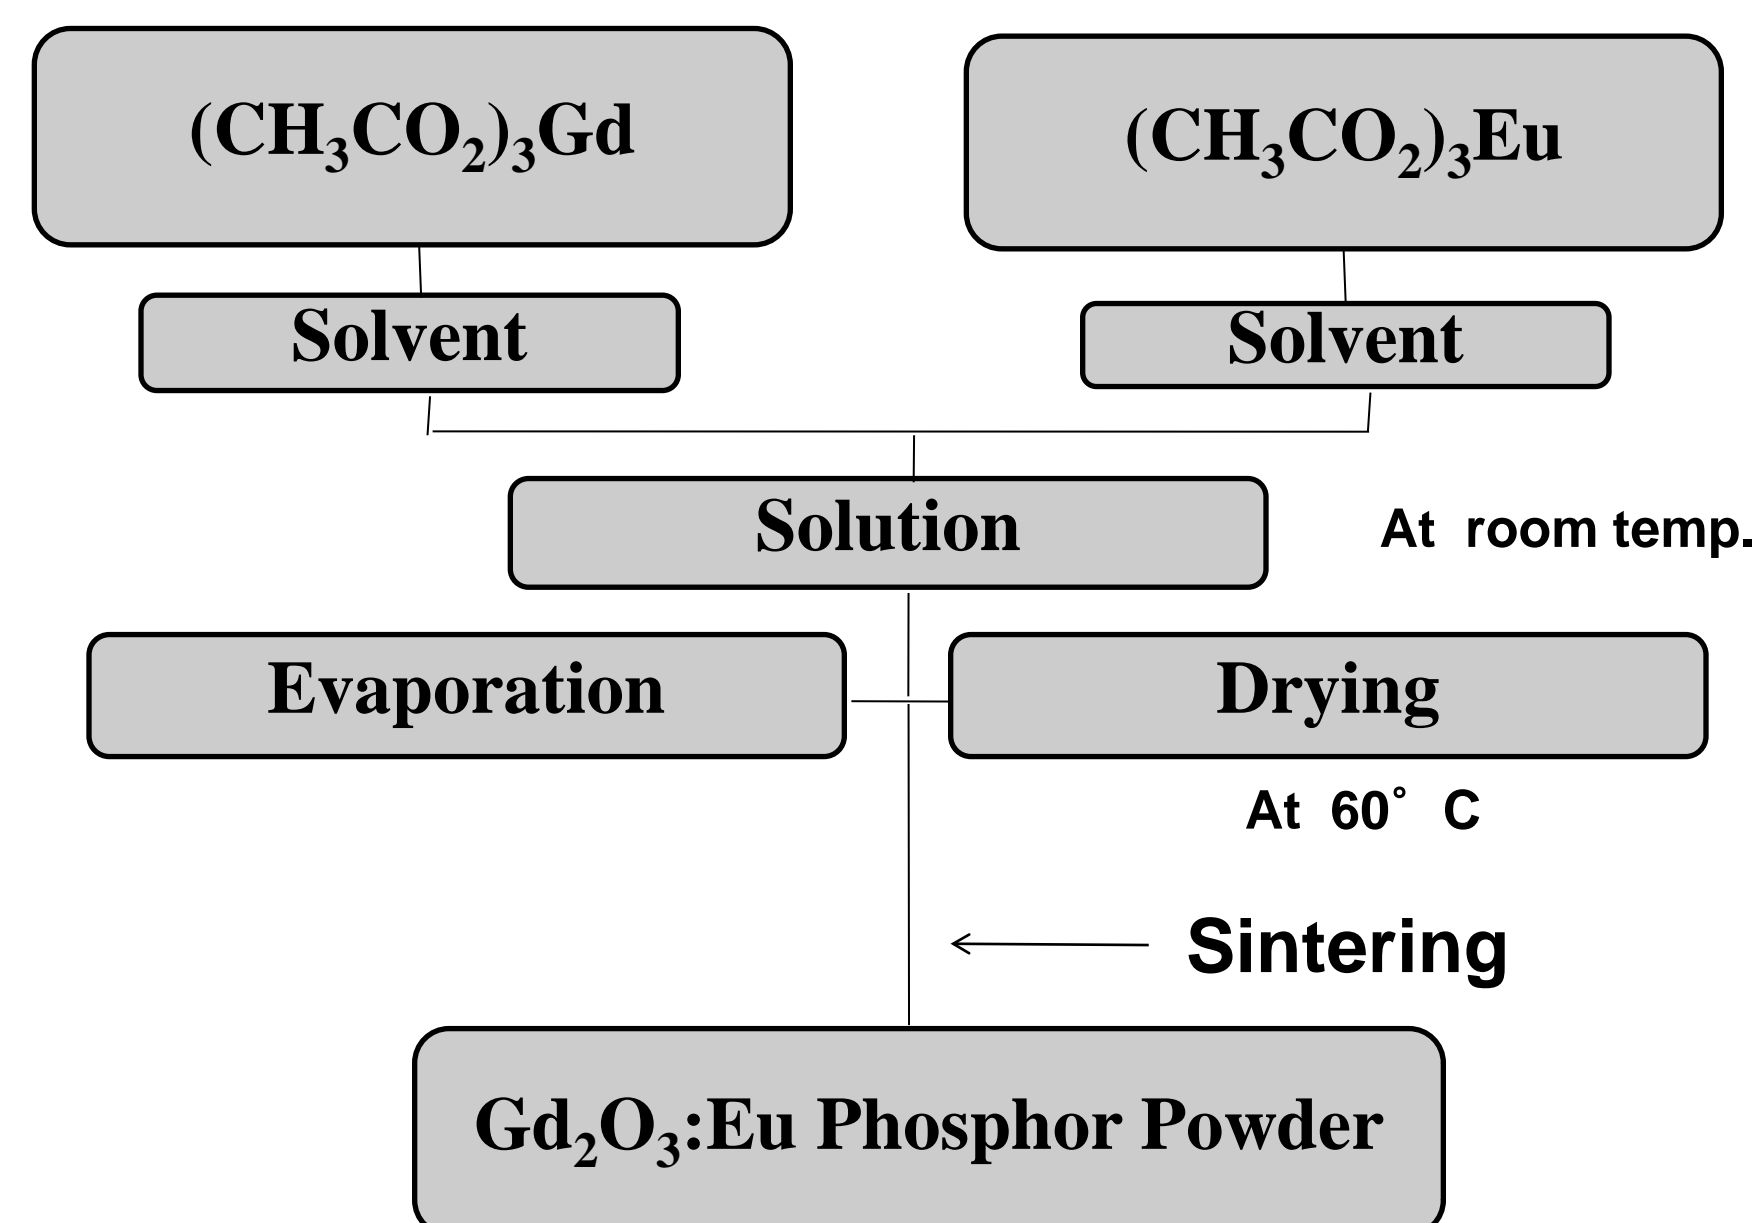 (CH₃CO₂)₃Gd
(CH₃CO₂)₃Eu
Solvent
Solvent
Solution
At room temp.
Evaporation
Drying
At 60° C
Sintering
Gd₂O₃:Eu Phosphor Powder